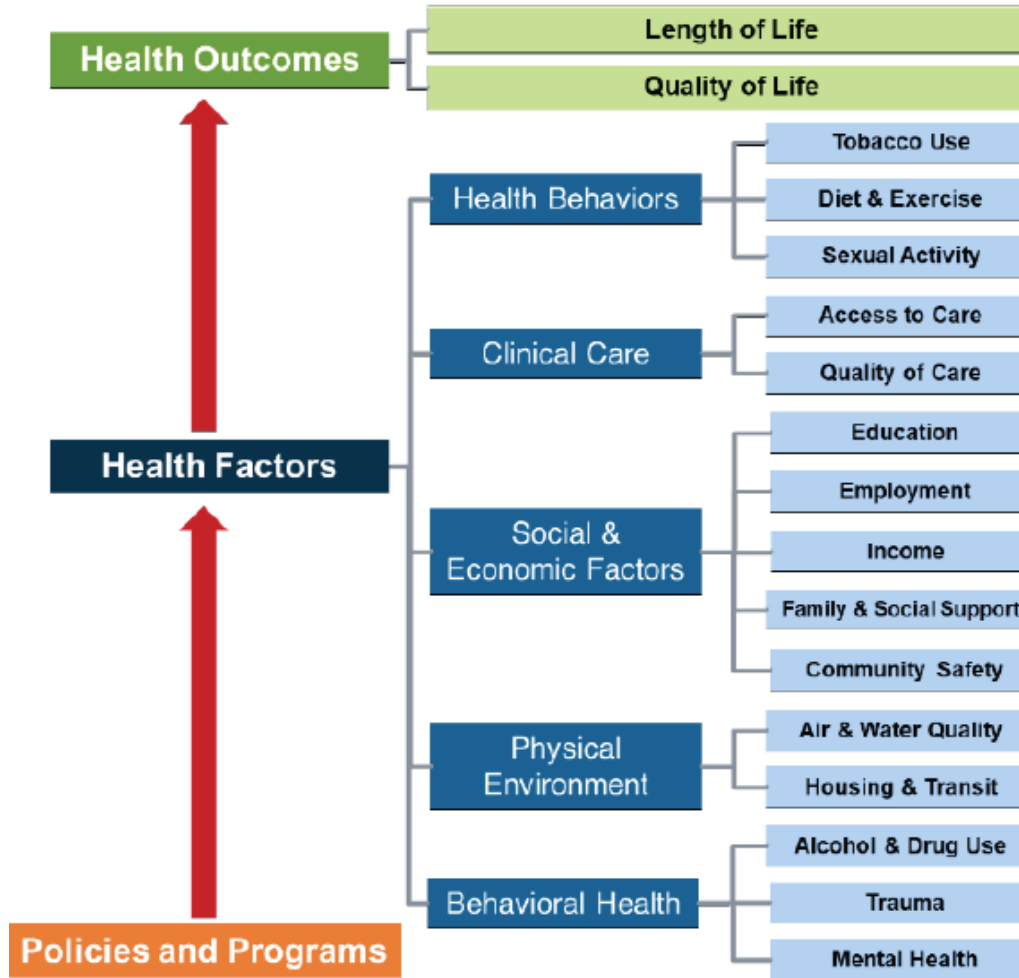 Health Outcomes
Length of Life
Quality of Life
Health Factors
Health Behaviors
Tobacco Use
Diet & Exercise
Sexual Activity
Clinical Care
Access to Care
Quality of Care
Social &
Economic Factors
Education
Employment
Income
Family & Social Support
Community Safety
Physical
Environment
Air & Water Quality
Housing & Transit
Behavioral Health
Alcohol & Drug Use
Trauma
Mental Health
Policies and Programs